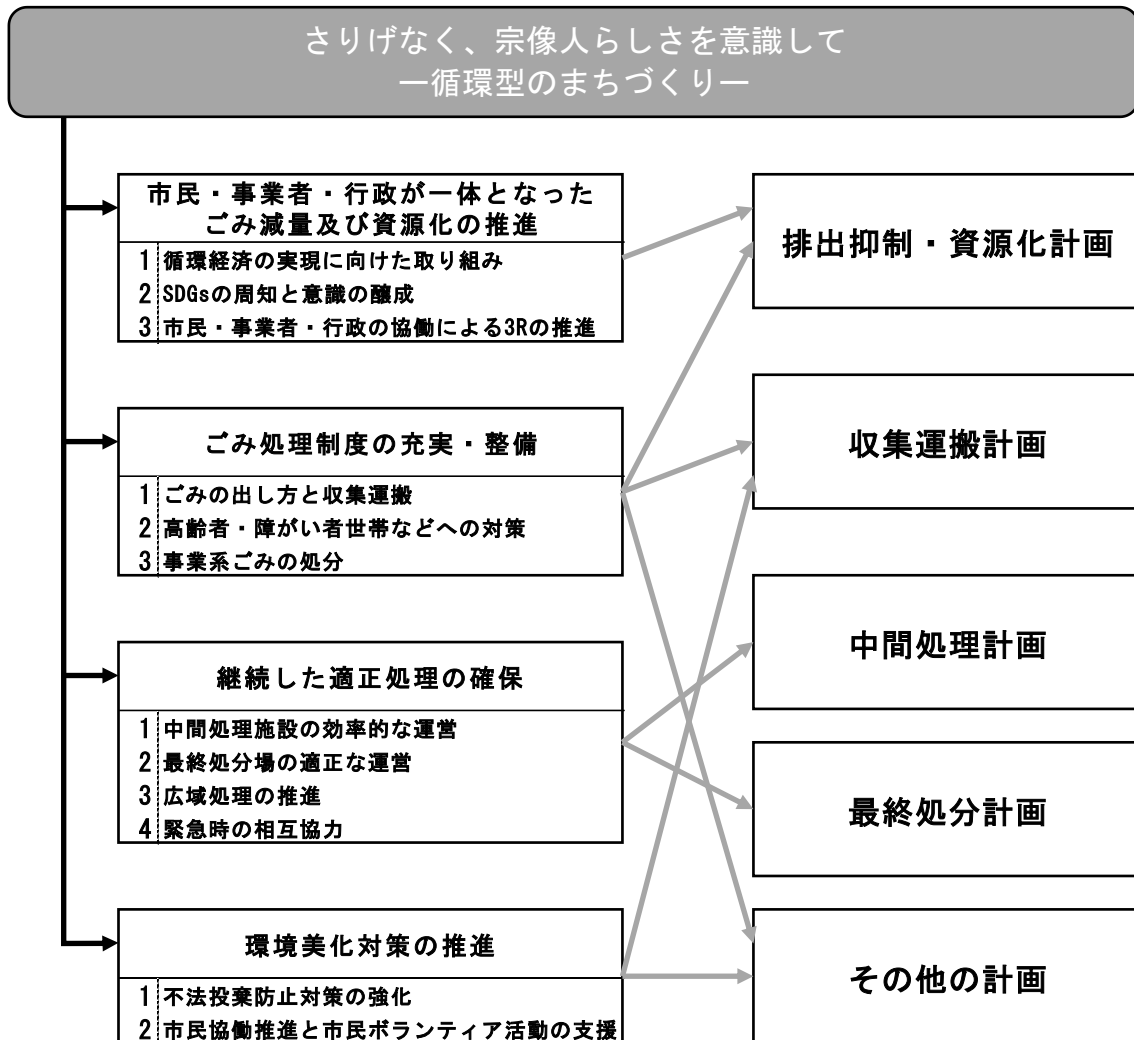 さりげなく、宗像人らしさを意識して
ー循環型のまちづくりー
市民・事業者・行政が一体となった
ごみ減量及び資源化の推進
1 循環経済の実現に向けた取り組み
2 SDGsの周知と意識の醸成
3 市民・事業者・行政の協働による3Rの推進
ごみ処理制度の充実・整備
1 ごみの出し方と収集運搬
2 高齢者・障がい者世帯などへの対策
3 事業系ごみの処分
継続した適正処理の確保
1 中間処理施設の効率的な運営
2 最終処分場の適正な運営
3 広域処理の推進
4 緊急時の相互協力
環境美化対策の推進
1 不法投棄防止対策の強化
2 市民協働推進と市民ボランティア活動の支援
排出抑制・資源化計画
収集運搬計画
中間処理計画
最終処分計画
その他の計画